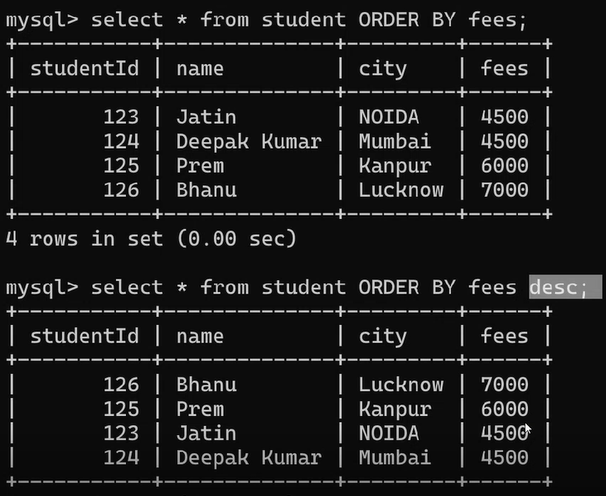 mysql> select * from student ORDER BY fees;
+-----------+--------------+---------+------+
| studentId | name         | city    | fees |
+-----------+--------------+---------+------+
|       123 | Jatin        | NOIDA   | 4500 |
|       124 | Deepak Kumar | Mumbai  | 4500 |
|       125 | Prem         | Kanpur  | 6000 |
|       126 | Bhanu        | Lucknow | 7000 |
+-----------+--------------+---------+------+
4 rows in set (0.00 sec)
mysql> select * from student ORDER BY fees desc;
+-----------+--------------+---------+------+
| studentId | name         | city    | fees |
+-----------+--------------+---------+------+
|       126 | Bhanu        | Lucknow | 7000 |
|       125 | Prem         | Kanpur  | 6000 |
|       123 | Jatin        | NOIDA   | 4500 |
|       124 | Deepak Kumar | Mumbai  | 4500 |
+-----------+--------------+---------+------+